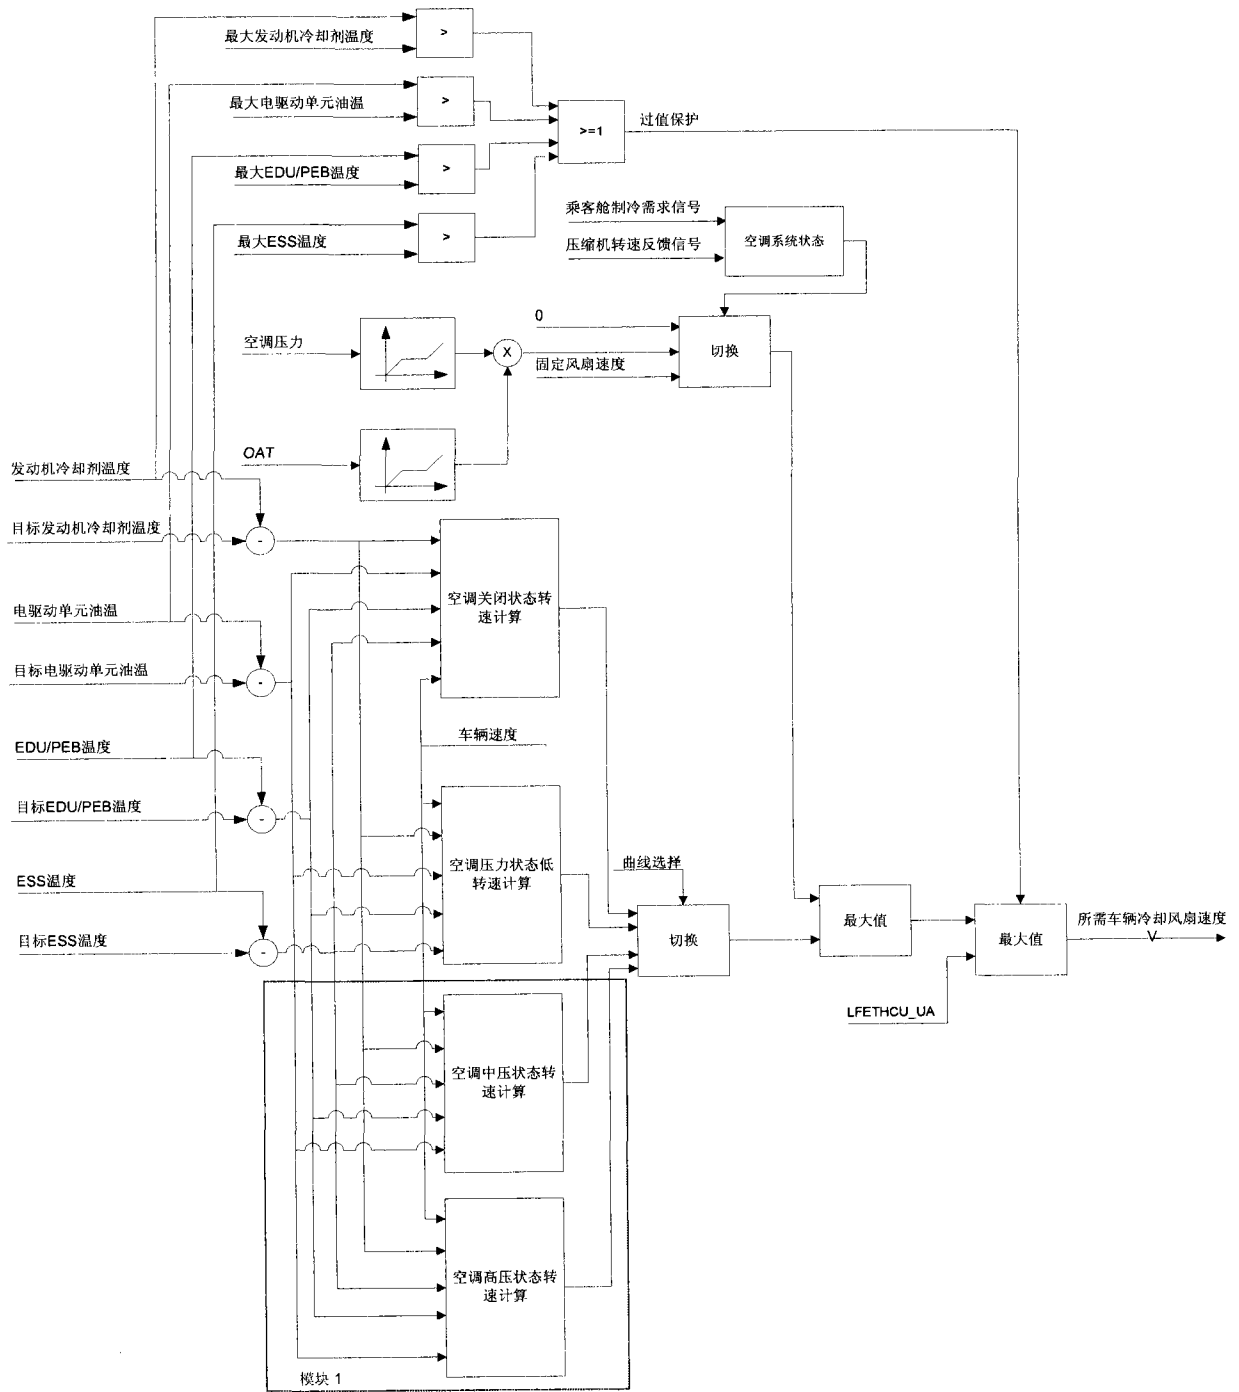 最大发动机冷却剂温度
>
最大电驱动单元油温
>
>=1
过值保护
最大EDU/PEB温度
>
最大ESS温度
>
乘客舱制冷需求信号
压缩机转速反馈信号
空调系统状态
0
空调压力
X
固定风扇速度
切换
OAT
发动机冷却剂温度
目标发动机冷却剂温度
-
空调关闭状态转
速计算
电驱动单元油温
目标电驱动单元油温
-
车辆速度
EDU/PEB温度
目标EDU/PEB温度
-
空调压力状态低
转速计算
曲线选择
ESS温度
目标ESS温度
-
切换
最大值
最大值
所需车辆冷却风扇速度
V
LFETHCU_UA
空调中压状态转
速计算
空调高压状态转
速计算
模块 1